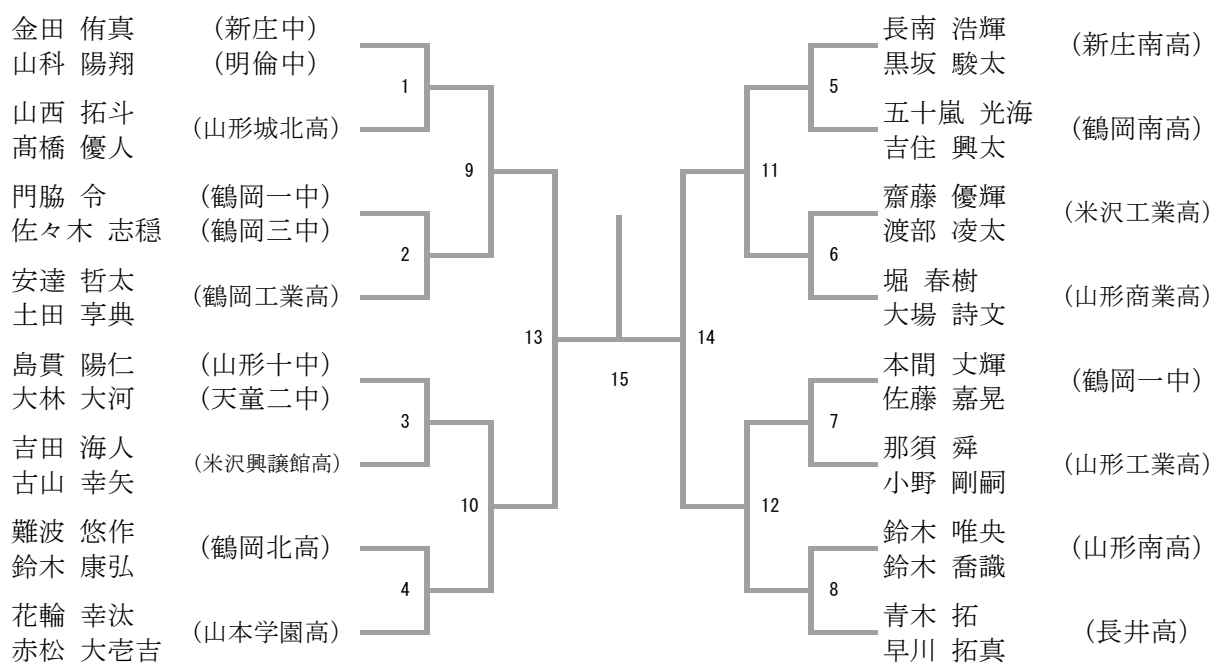 金田 侑真 (新庄中)
山科 陽翔 (明倫中)
1
山西 拓斗
髙橋 優人
(山形城北高)
9
門脇 令 (鶴岡一中)
佐々木 志穏 (鶴岡三中)
2
安達 哲太
土田 享典
(鶴岡工業高)
13
島貫 陽仁 (山形十中)
大林 大河 (天童二中)
3
吉田 海人
古山 幸矢
(米沢興譲館高)
10
難波 悠作
鈴木 康弘
(鶴岡北高)
4
花輪 幸汰
赤松 大壱吉
(山本学園高)
15
長南 浩輝
黒坂 駿太
(新庄南高)
5
五十嵐 光海
吉住 興太
(鶴岡南高)
11
齋藤 優輝
渡部 凌太
(米沢工業高)
6
堀 春樹
大場 詩文
(山形商業高)
14
本間 丈輝
佐藤 嘉晃
(鶴岡一中)
7
那須 舜
小野 剛嗣
(山形工業高)
12
鈴木 唯央
鈴木 喬識
(山形南高)
8
青木 拓
早川 拓真
(長井高)